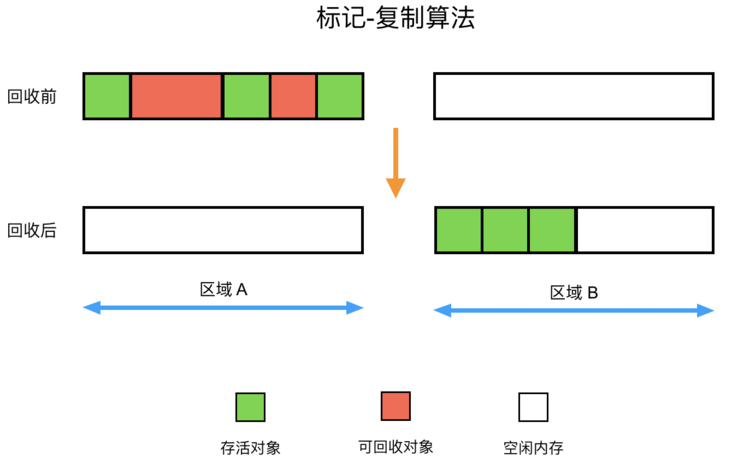 标记-复制算法
回收前
回收后
区域 A
区域 B
存活对象
可回收对象
空闲内存